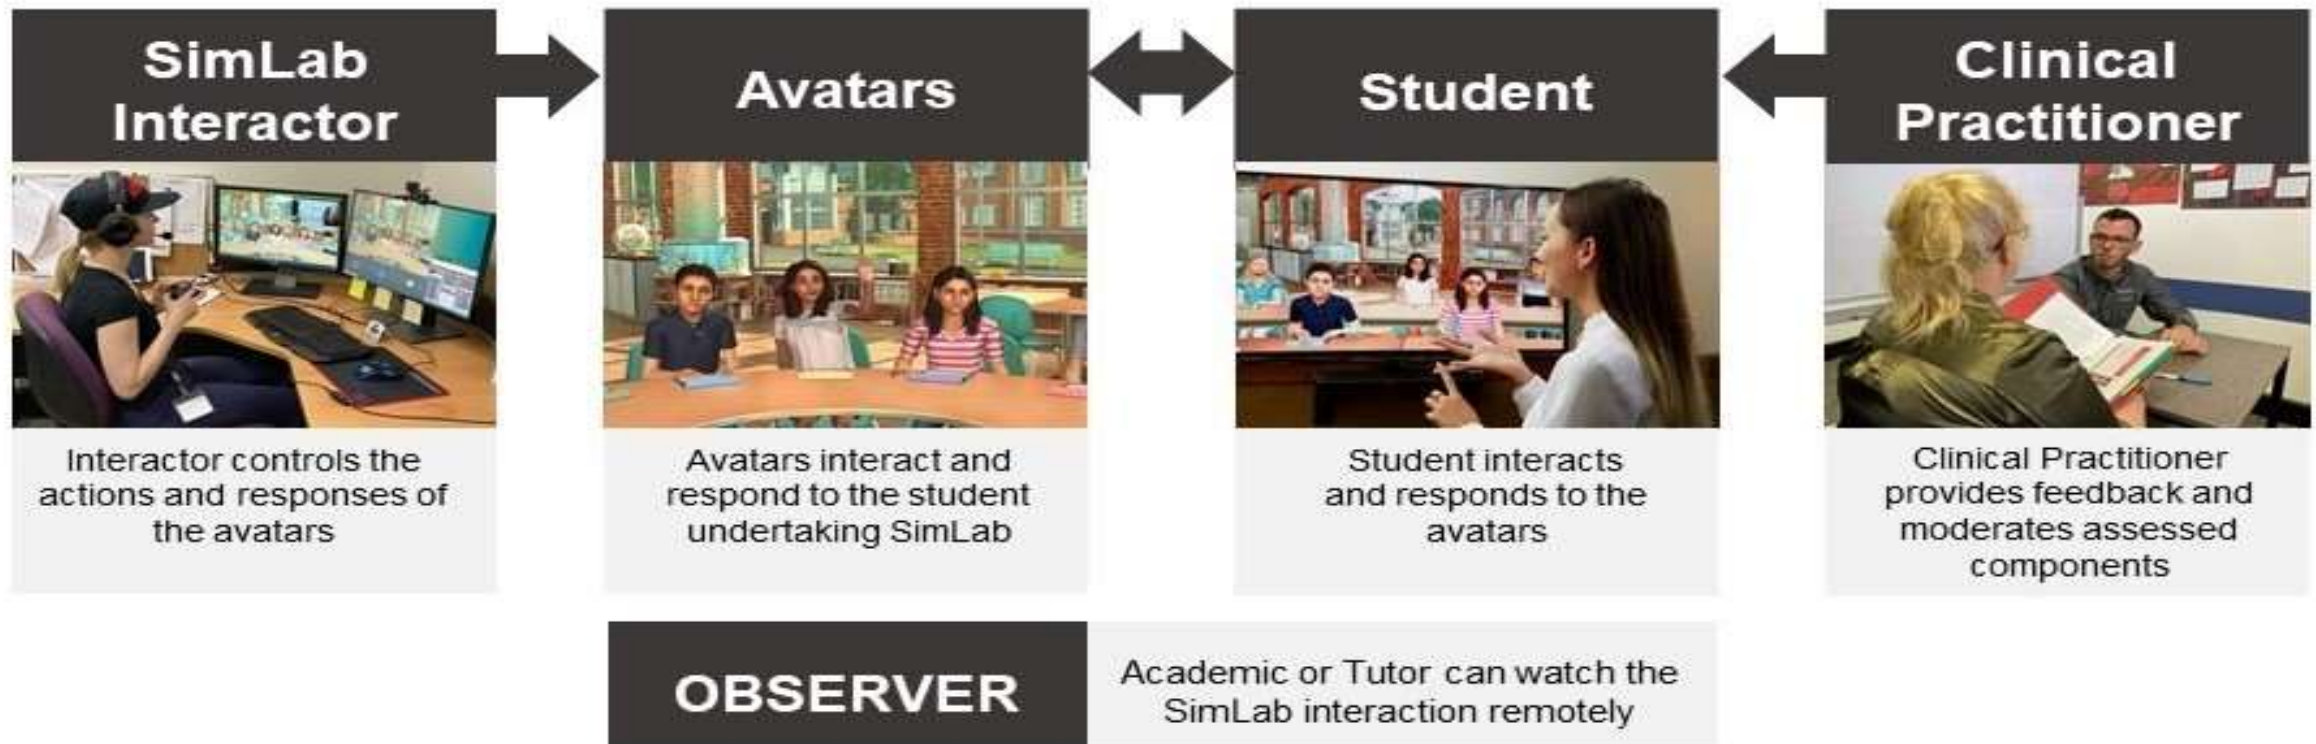 SimLab
Interactor
Avatars
Student
Clinical
Practitioner
Interactor controls the
actions and responses of
the avatars
Avatars interact and
respond to the student
undertaking SimLab
Student interacts
and responds to the
avatars
Clinical Practitioner
provides feedback and
moderates assessed
components
OBSERVER
Academic or Tutor can watch the
SimLab interaction remotely